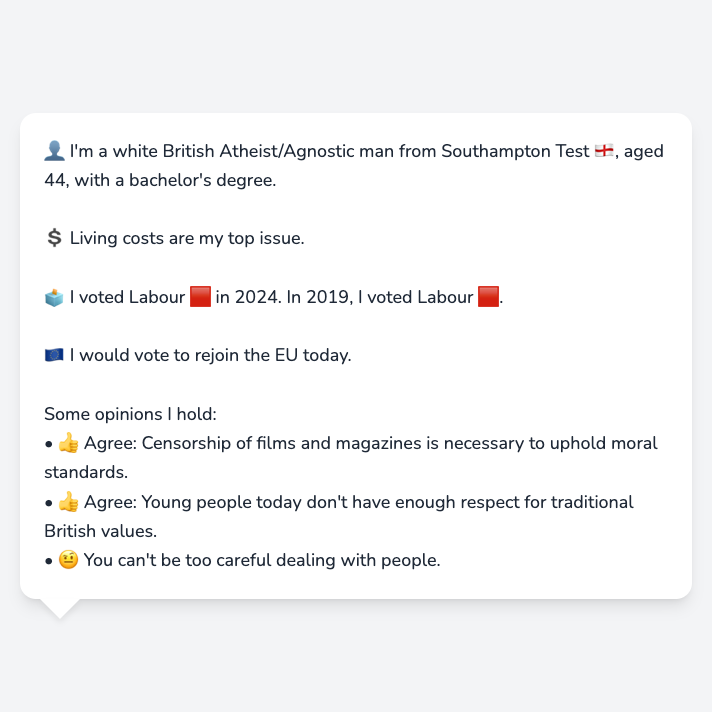 👤 I'm a white British Atheist/Agnostic man from Southampton Test 🏴󠁧󠁢󠁥󠁮󠁧󠁿, aged
44, with a bachelor's degree.
💲 Living costs are my top issue.
🗳️ I voted Labour 🟥 in 2024. In 2019, I voted Labour 🟥.
🇪🇺 I would vote to rejoin the EU today.
Some opinions I hold:
• 👍 Agree: Censorship of films and magazines is necessary to uphold moral
standards.
• 👍 Agree: Young people today don't have enough respect for traditional
British values.
• 🤨 You can't be too careful dealing with people.